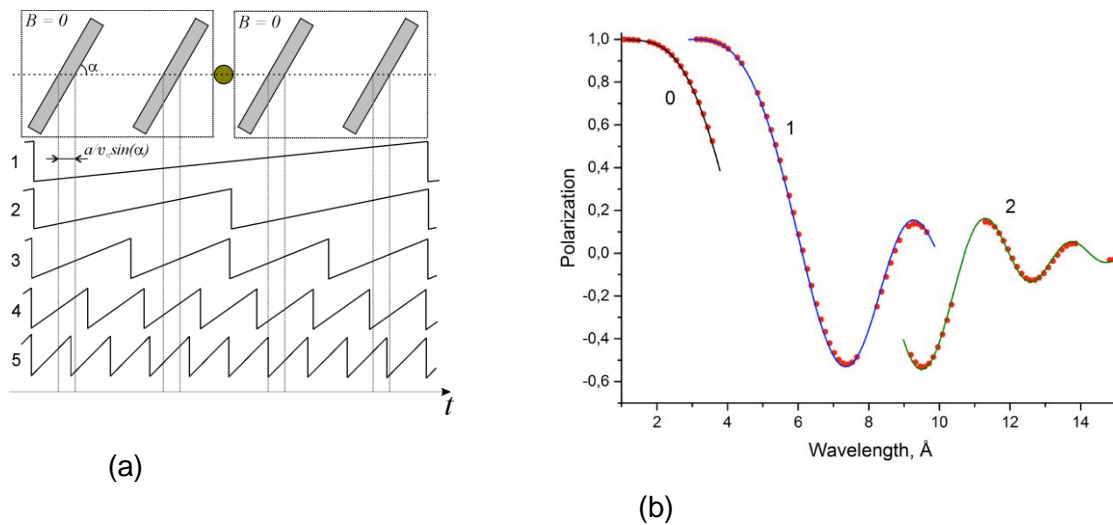 B = 0
B = 0
α
a/vₙsin(α)
1
2
3
4
5
t
(a)
Polarization
1,0
0,8
0,6
0,4
0,2
0,0
-0,2
-0,4
-0,6
0
1
2
2
4
6
8
10
12
14
Wavelength, Å
(b)